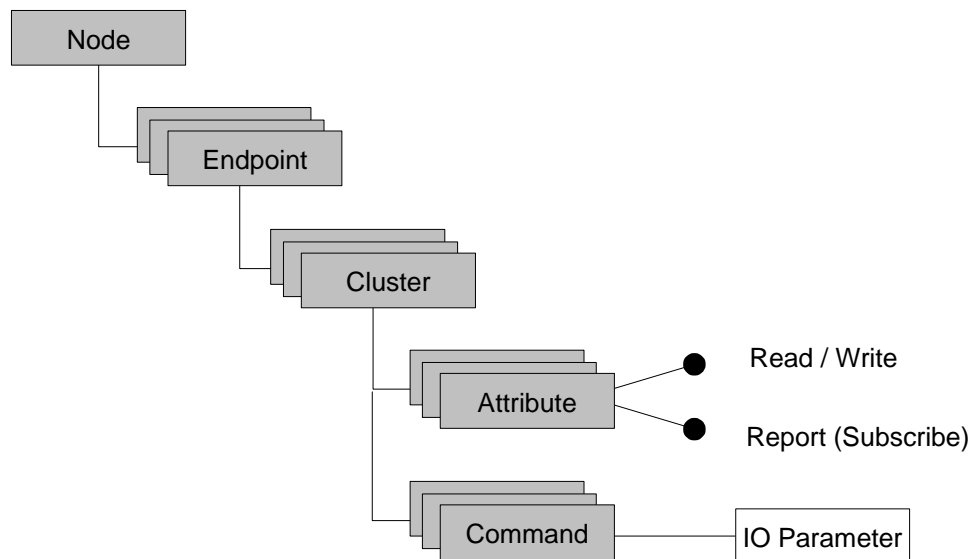 Node
Endpoint
Cluster
Attribute
Read / Write
Report (Subscribe)
Command
IO Parameter